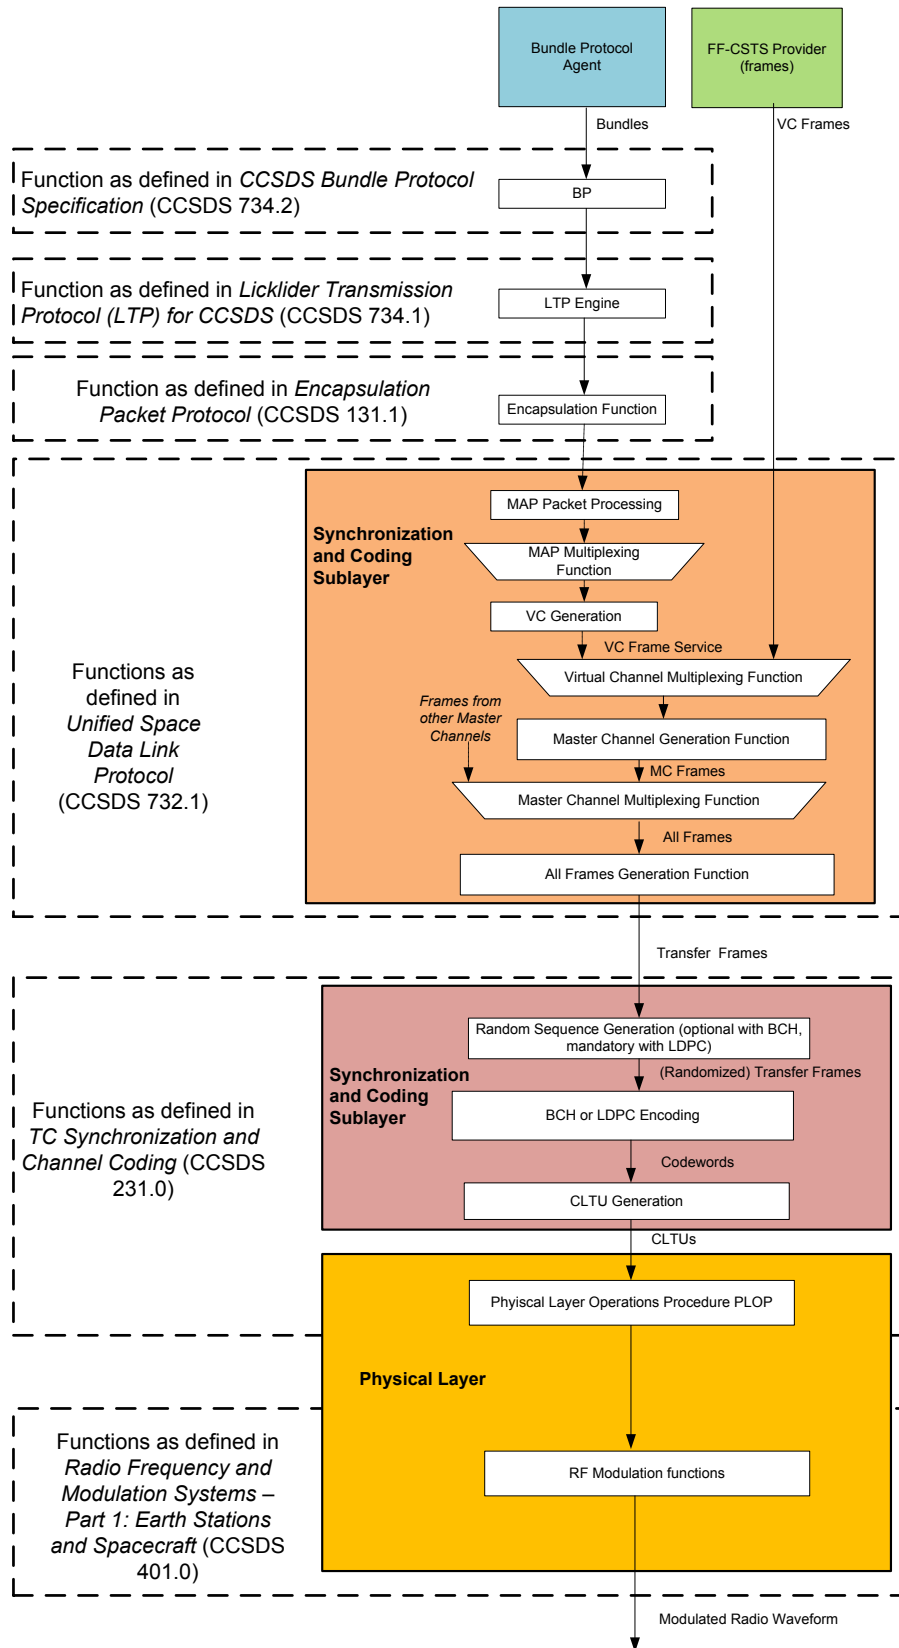 Bundle Protocol
Agent
FF-CSTS Provider
(frames)
Bundles
VC Frames
Function as defined in CCSDS Bundle Protocol
Specification (CCSDS 734.2)
BP
Function as defined in Licklider Transmission
Protocol (LTP) for CCSDS (CCSDS 734.1)
LTP Engine
Function as defined in Encapsulation
Packet Protocol (CCSDS 131.1)
Encapsulation Function
MAP Packet Processing
Synchronization
and Coding
Sublayer
MAP Multiplexing
Function
VC Generation
VC Frame Service
Virtual Channel Multiplexing Function
Functions as
defined in
Unified Space
Data Link
Protocol
(CCSDS 732.1)
Frames from
other Master
Channels
Master Channel Generation Function
MC Frames
Master Channel Multiplexing Function
All Frames
All Frames Generation Function
Transfer Frames
Random Sequence Generation (optional with BCH,
mandatory with LDPC)
(Randomized) Transfer Frames
Synchronization
and Coding
Sublayer
BCH or LDPC Encoding
Functions as defined in
TC Synchronization and
Channel Coding (CCSDS
231.0)
Codewords
CLTU Generation
CLTUs
Phyiscal Layer Operations Procedure PLOP
Physical Layer
Functions as defined in
Radio Frequency and
Modulation Systems –
Part 1: Earth Stations
and Spacecraft (CCSDS
401.0)
RF Modulation functions
Modulated Radio Waveform